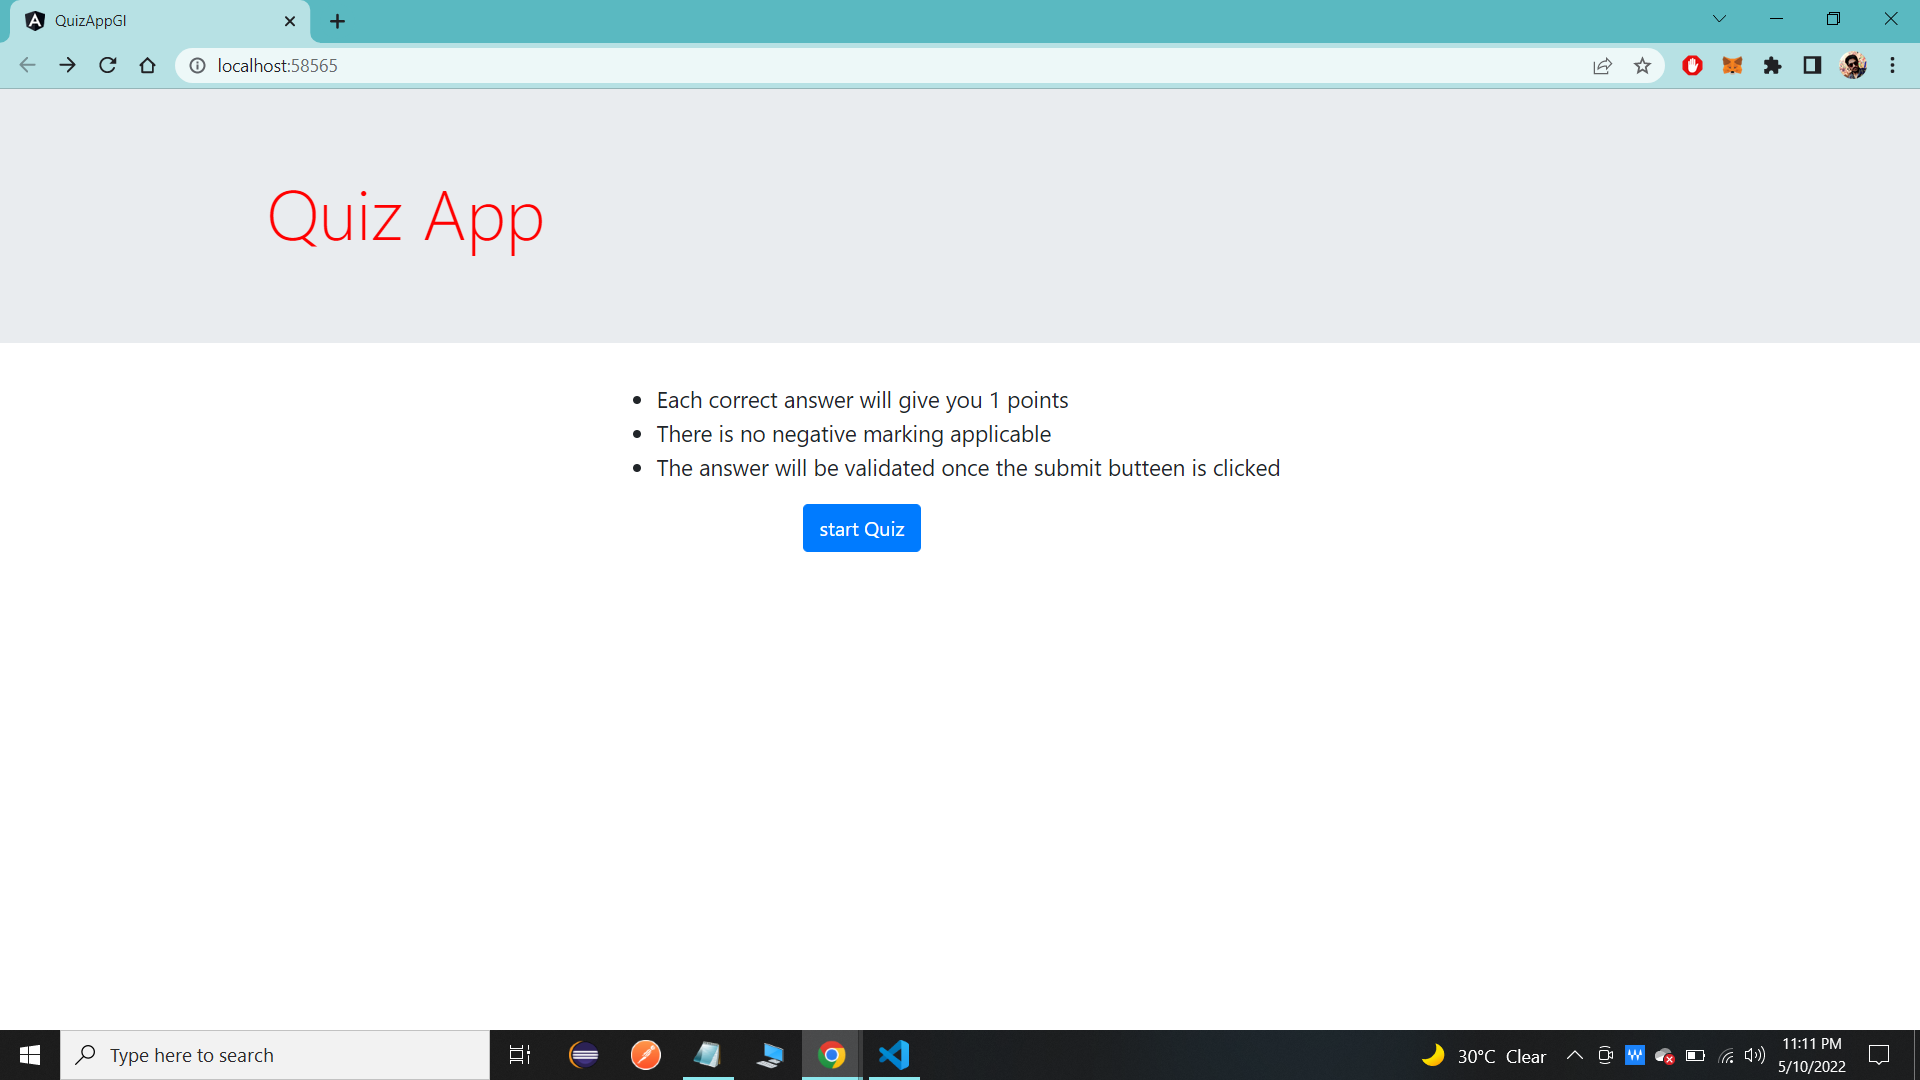 QuizAppGl
localhost:58565
Quiz App
Each correct answer will give you 1 points
There is no negative marking applicable
The answer will be validated once the submit butteen is clicked
start Quiz
Type here to search
30°C Clear
11:11 PM
5/10/2022